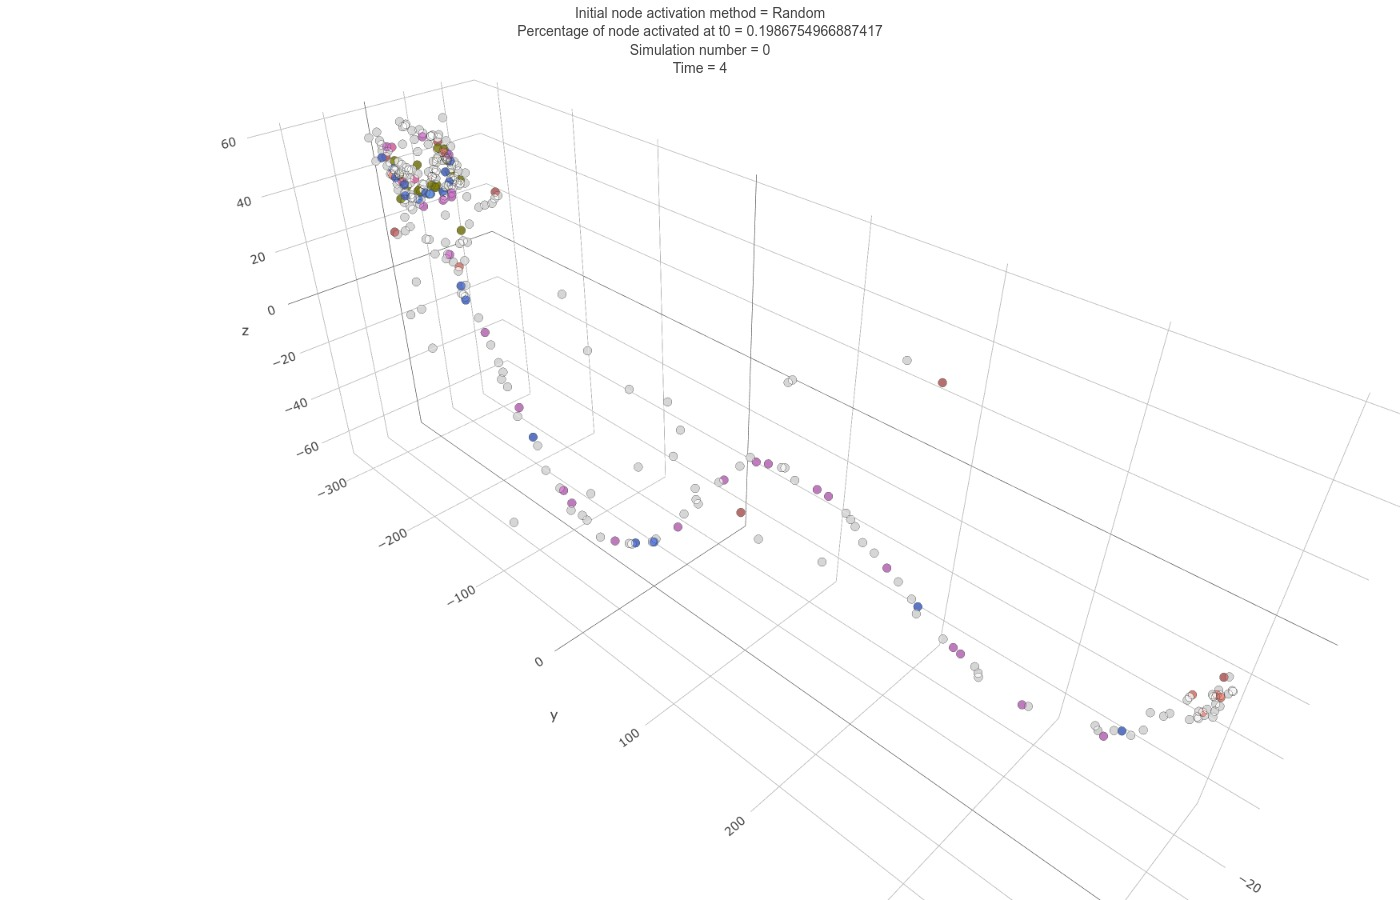 Initial node activation method = Random
Percentage of node activated at t0 = 0.1986754966887417
Simulation number = 0
Time = 4
60
40
20
0
z
−20
−40
−60
−300
−200
−100
0
y
100
200
−20